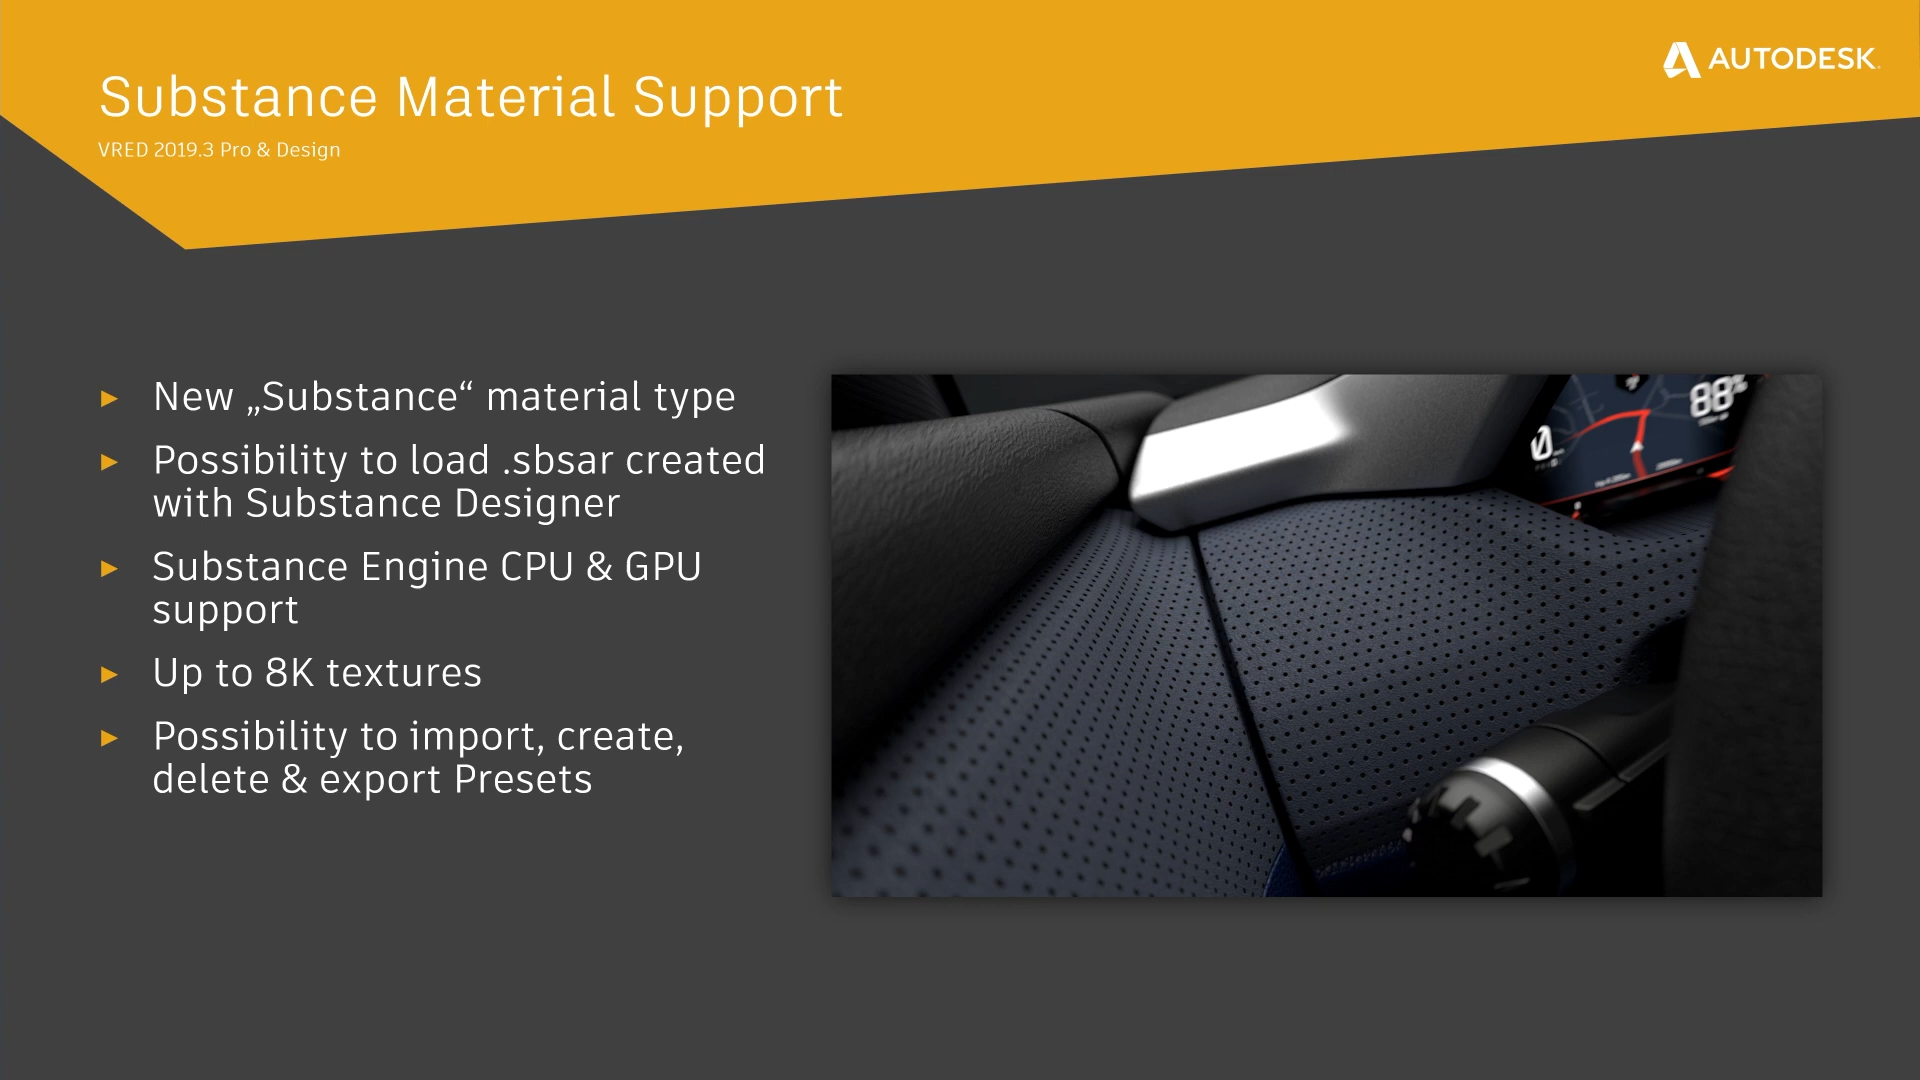 AUTODESK.
Substance Material Support
VRED 2019.3 Pro & Design
▸ New „Substance“ material type
▸ Possibility to load .sbsar created
with Substance Designer
▸ Substance Engine CPU & GPU
support
▸ Up to 8K textures
▸ Possibility to import, create,
delete & export Presets
88%
0